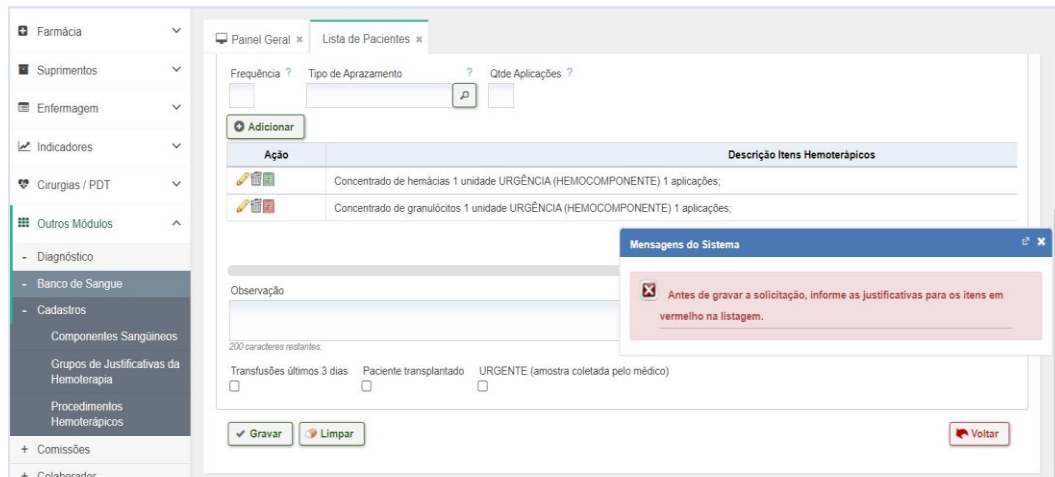 Farmácia
Suprimentos
Enfermagem
Indicadores
Cirurgias / PDT
Outros Módulos
- Diagnóstico
- Banco de Sangue
- Cadastros
Componentes Sangüineos
Grupos de Justificativas da
Hemoterapia
Procedimentos
Hemoterápicos
+ Comissões
+ Colaborador
Painel Geral × Lista de Pacientes ×
Frequência ? Tipo de Aprazamento ? Qtde Aplicações ?
Adicionar
Ação Descrição Itens Hemoterápicos
Concentrado de hemácias 1 unidade URGÊNCIA (HEMOCOMPONENTE) 1 aplicações;
Concentrado de granulócitos 1 unidade URGÊNCIA (HEMOCOMPONENTE) 1 aplicações;
Mensagens do Sistema
Antes de gravar a solicitação, informe as justificativas para os itens em
vermelho na listagem.
Observação
200 caracteres restantes.
Transfusões últimos 3 dias Paciente transplantado URGENTE (amostra coletada pelo médico)
Gravar Limpar Voltar